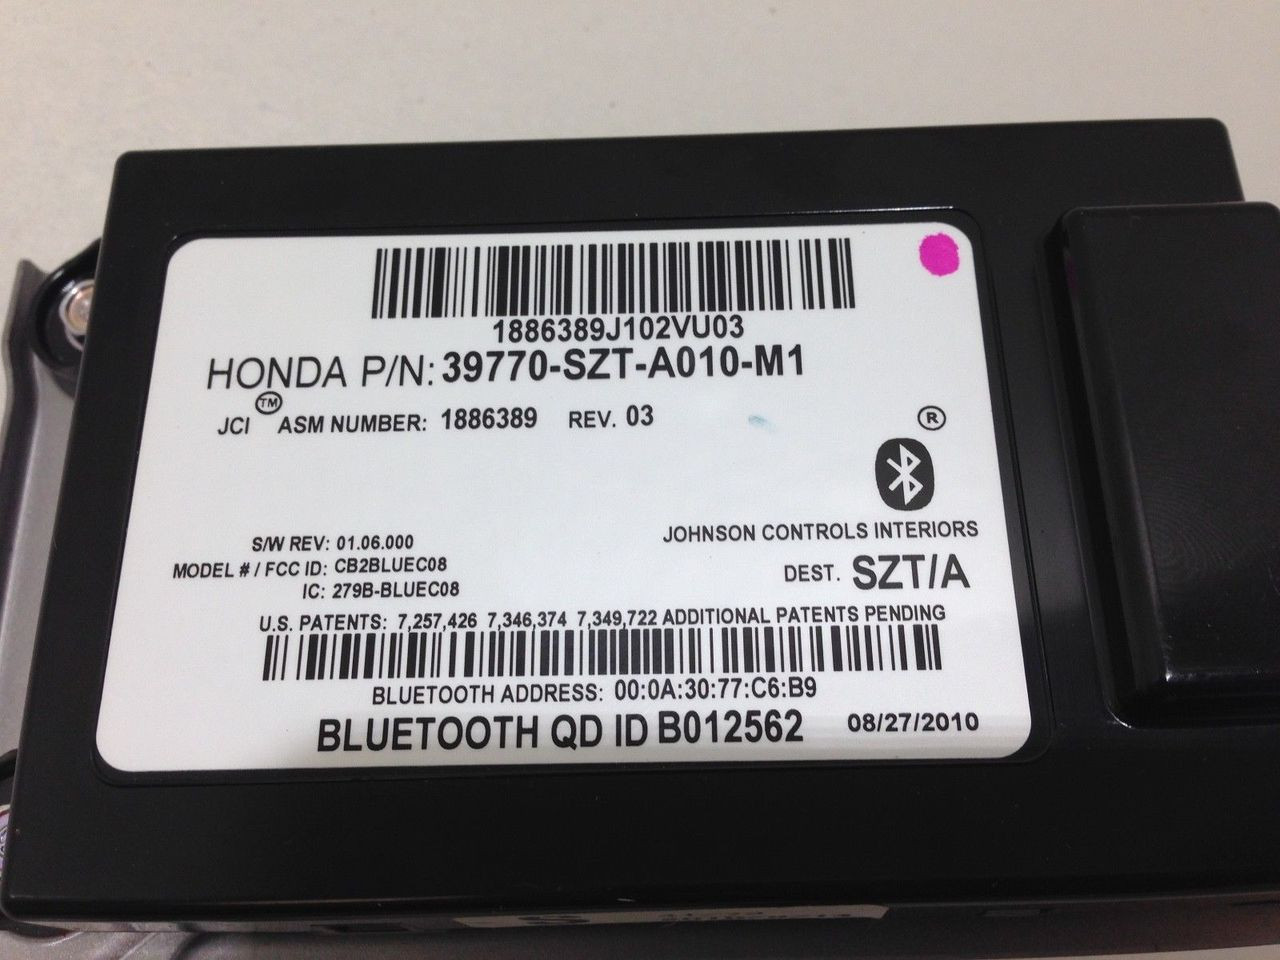 1886389J102VU03
HONDA P/N: 39770-SZT-A010-M1
JCI ™ ASM NUMBER: 1886389 REV. 03
®
JOHNSON CONTROLS INTERIORS
S/W REV: 01.06.000
MODEL # / FCC ID: CB2BLUEC08
IC: 279B-BLUEC08
DEST. SZT/A
U.S. PATENTS: 7,257,426 7,346,374 7,349,722 ADDITIONAL PATENTS PENDING
BLUETOOTH ADDRESS: 00:0A:30:77:C6:B9
BLUETOOTH QD ID B012562 08/27/2010